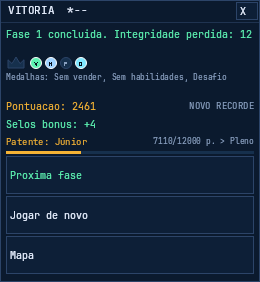 VITORIA *-- X
Fase 1 concluida. Integridade perdida: 12
Y M P D
Medalhas: Sem vender, Sem habilidades, Desafio
Pontuacao: 2461 NOVO RECORDE
Selos bonus: +4
Patente: Júnior 7110/12000 p. > Pleno
Proxima fase
Jogar de novo
Mapa